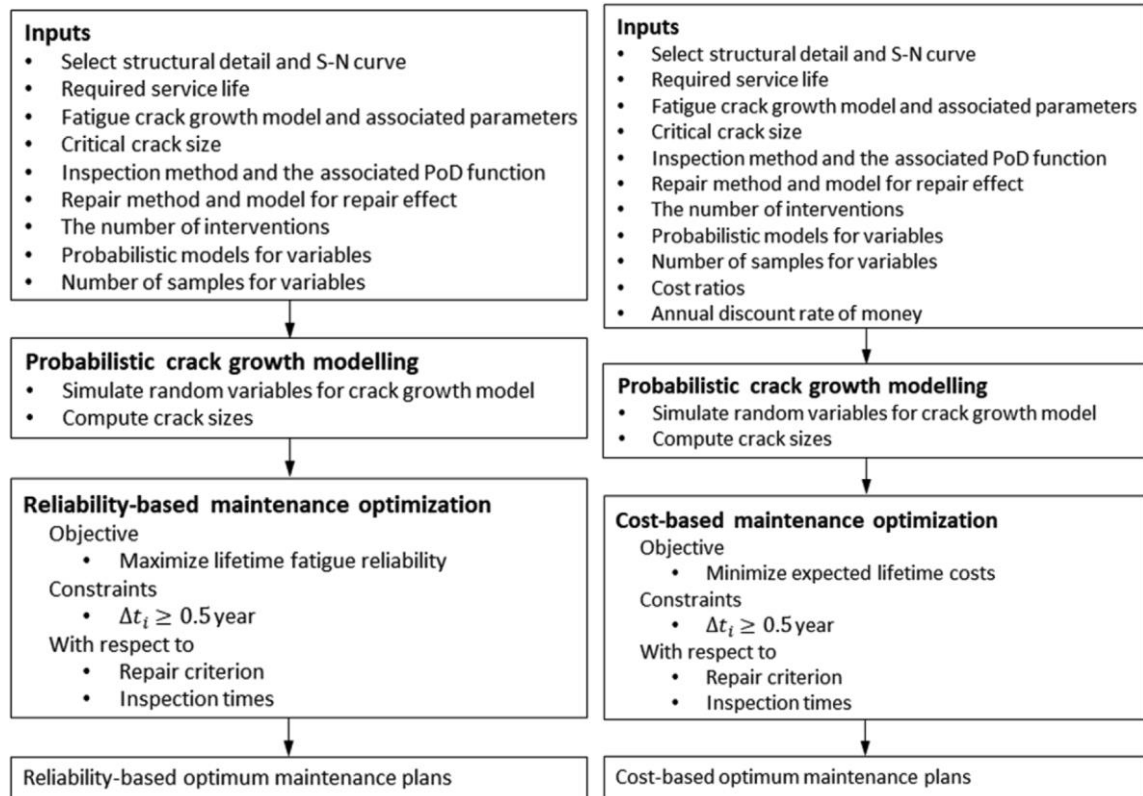 Inputs
• Select structural detail and S-N curve
• Required service life
• Fatigue crack growth model and associated parameters
• Critical crack size
• Inspection method and the associated PoD function
• Repair method and model for repair effect
• The number of interventions
• Probabilistic models for variables
• Number of samples for variables
Probabilistic crack growth modelling
• Simulate random variables for crack growth model
• Compute crack sizes
Reliability-based maintenance optimization
Objective
• Maximize lifetime fatigue reliability
Constraints
• Δtᵢ ≥ 0.5 year
With respect to
• Repair criterion
• Inspection times
Reliability-based optimum maintenance plans
Inputs
• Select structural detail and S-N curve
• Required service life
• Fatigue crack growth model and associated parameters
• Critical crack size
• Inspection method and the associated PoD function
• Repair method and model for repair effect
• The number of interventions
• Probabilistic models for variables
• Number of samples for variables
• Cost ratios
• Annual discount rate of money
Probabilistic crack growth modelling
• Simulate random variables for crack growth model
• Compute crack sizes
Cost-based maintenance optimization
Objective
• Minimize expected lifetime costs
Constraints
• Δtᵢ ≥ 0.5 year
With respect to
• Repair criterion
• Inspection times
Cost-based optimum maintenance plans